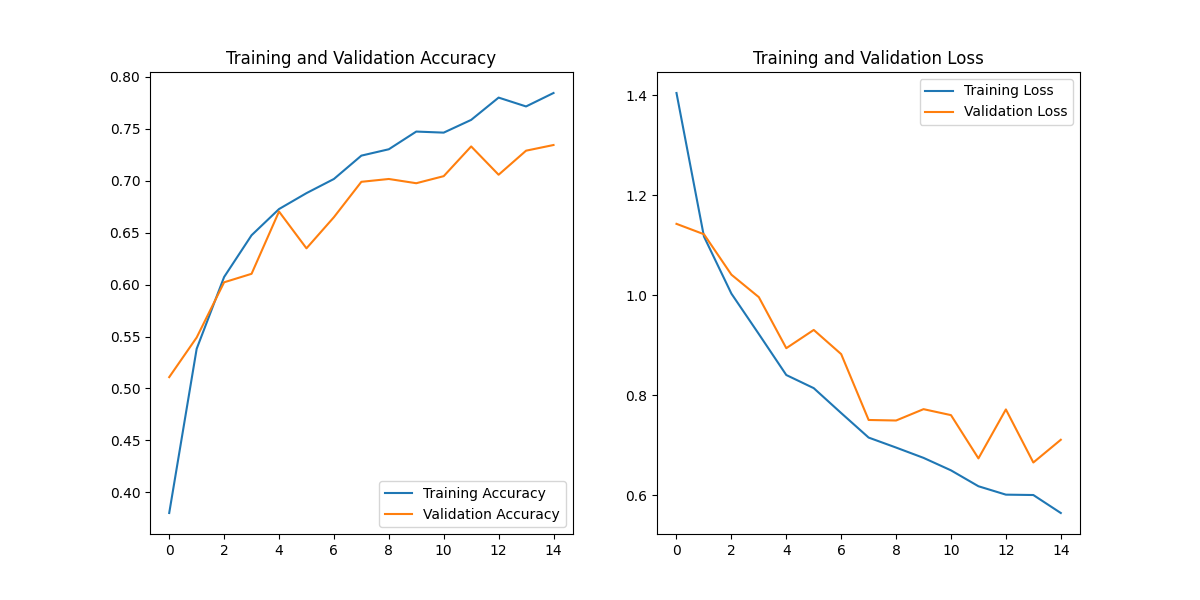 Training and Validation Accuracy
0.80
0.75
0.70
0.65
0.60
0.55
0.50
0.45
0.40
Training Accuracy
Validation Accuracy
0 2 4 6 8 10 12 14
Training and Validation Loss
Training Loss
Validation Loss
1.4
1.2
1.0
0.8
0.6
0 2 4 6 8 10 12 14